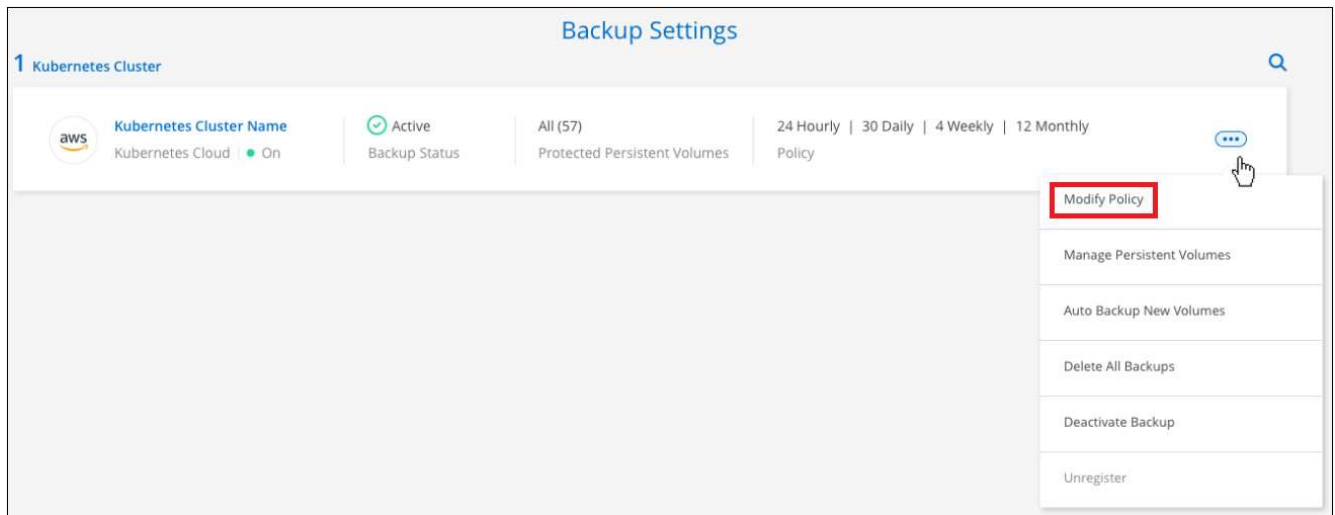 Backup Settings
1 Kubernetes Cluster
aws
Kubernetes Cluster Name
Kubernetes Cloud
On
Active
Backup Status
All (57)
Protected Persistent Volumes
24 Hourly | 30 Daily | 4 Weekly | 12 Monthly
Policy
Modify Policy
Manage Persistent Volumes
Auto Backup New Volumes
Delete All Backups
Deactivate Backup
Unregister